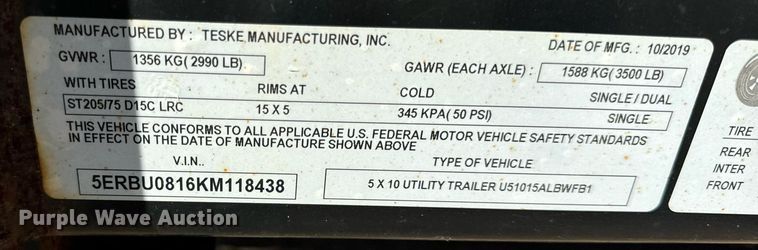 MANUFACTURED BY : TESKE MANUFACTURING, INC.
DATE OF MFG. : 10/2019
GVWR : 1356 KG( 2990 LB)
GAWR (EACH AXLE) : 1588 KG( 3500 LB)
WITH TIRES RIMS AT COLD SINGLE / DUAL
ST205/75 D15C LRC 15 X 5 345 KPA( 50 PSI) SINGLE
THIS VEHICLE CONFORMS TO ALL APPLICABLE U.S. FEDERAL MOTOR VEHICLE SAFETY STANDARDS
IN EFFECT ON THE DATE OF MANUFACTURE SHOWN ABOVE
V.I.N.. TYPE OF VEHICLE
5ERBU0816KM118438 5 X 10 UTILITY TRAILER U51015ALBWFB1
TIRE
REAR
INTER
FRONT
Purple Wave Auction